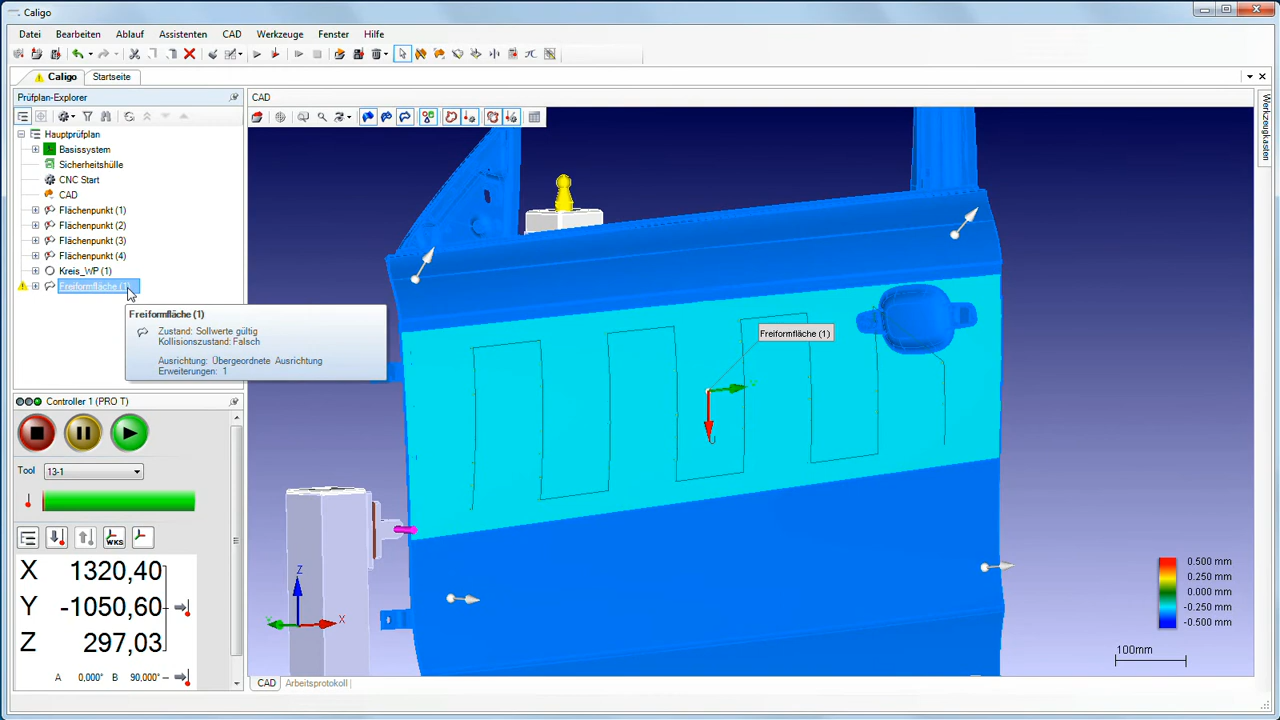 Caligo
Datei Bearbeiten Ablauf Assistenten CAD Werkzeuge Fenster Hilfe
Caligo Startseite
Prüfplan-Explorer
CAD
Werkzeugkasten
Hauptprüfplan
Basissystem
Sicherheitshülle
CNC Start
CAD
Flächenpunkt (1)
Flächenpunkt (2)
Flächenpunkt (3)
Flächenpunkt (4)
Kreis_WP (1)
Freiformfläche (1)
Freiformfläche (1)
Zustand: Sollwerte gültig
Kollisionszustand: Falsch
Ausrichtung: Übergeordnete Ausrichtung
Erweiterungen: 1
Freiformfläche (1)
Controller 1 (PRO T)
Tool 13-1
WKS
X 1320,40
Y -1050,60
Z 297,03
A 0,000° B 90,000°
Z
Y X
0.500 mm
0.250 mm
0.000 mm
-0.250 mm
-0.500 mm
100mm
CAD Arbeitsprotokoll